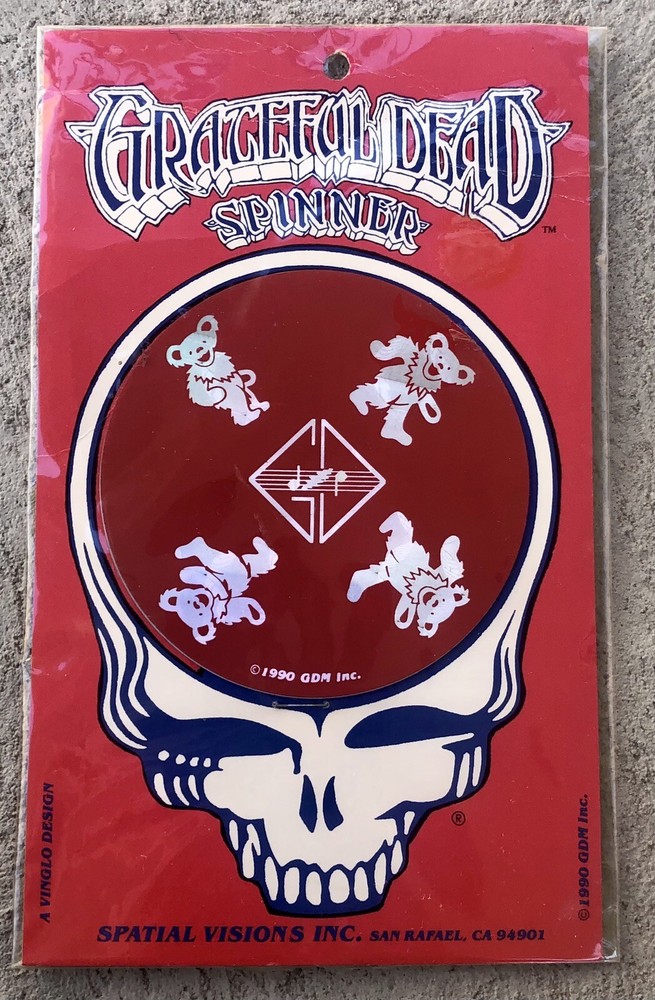 GRATEFUL DEAD
SPINNER
TM
©1990 GDM Inc.
®
A VINGLO DESIGN
©1990 GDM Inc.
SPATIAL VISIONS INC. SAN RAFAEL, CA 94901